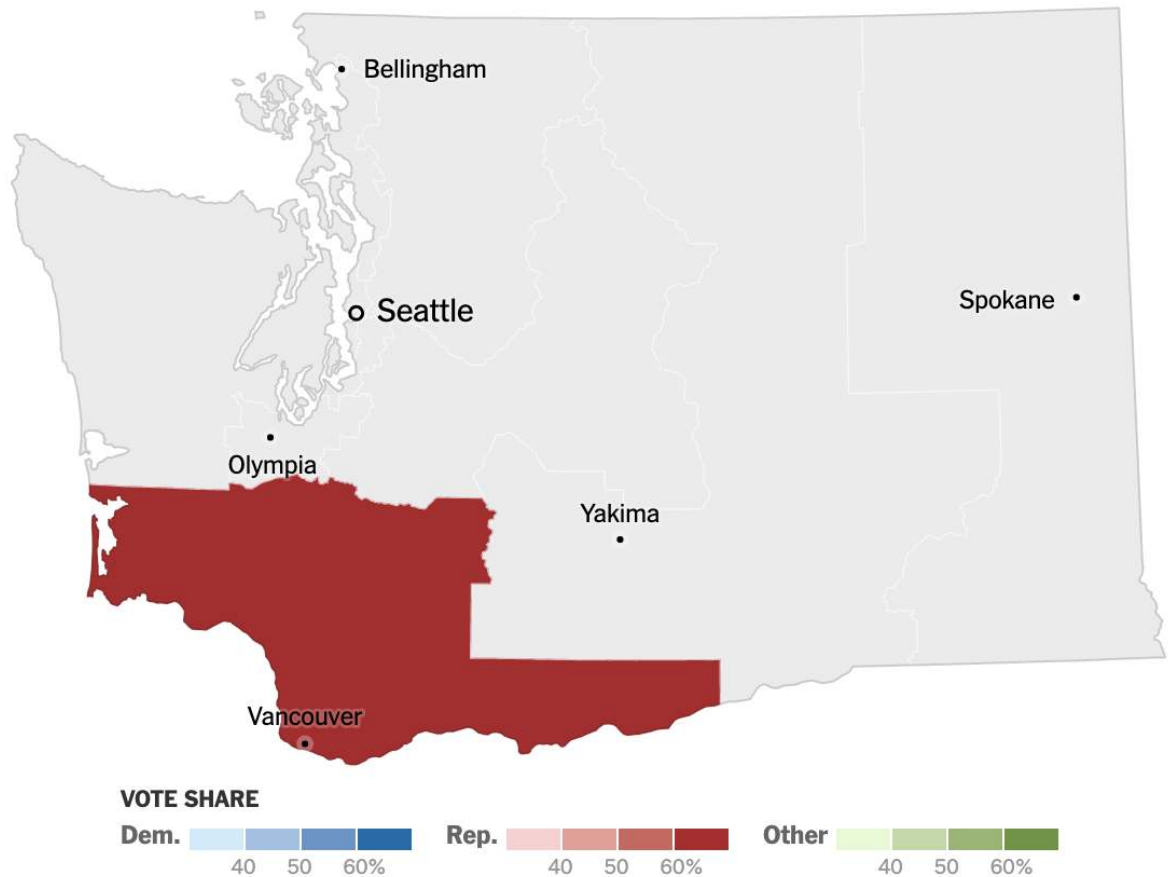 Bellingham
Seattle
Spokane
Olympia
Yakima
Vancouver
VOTE SHARE
Dem. 40 50 60%
Rep. 40 50 60%
Other 40 50 60%